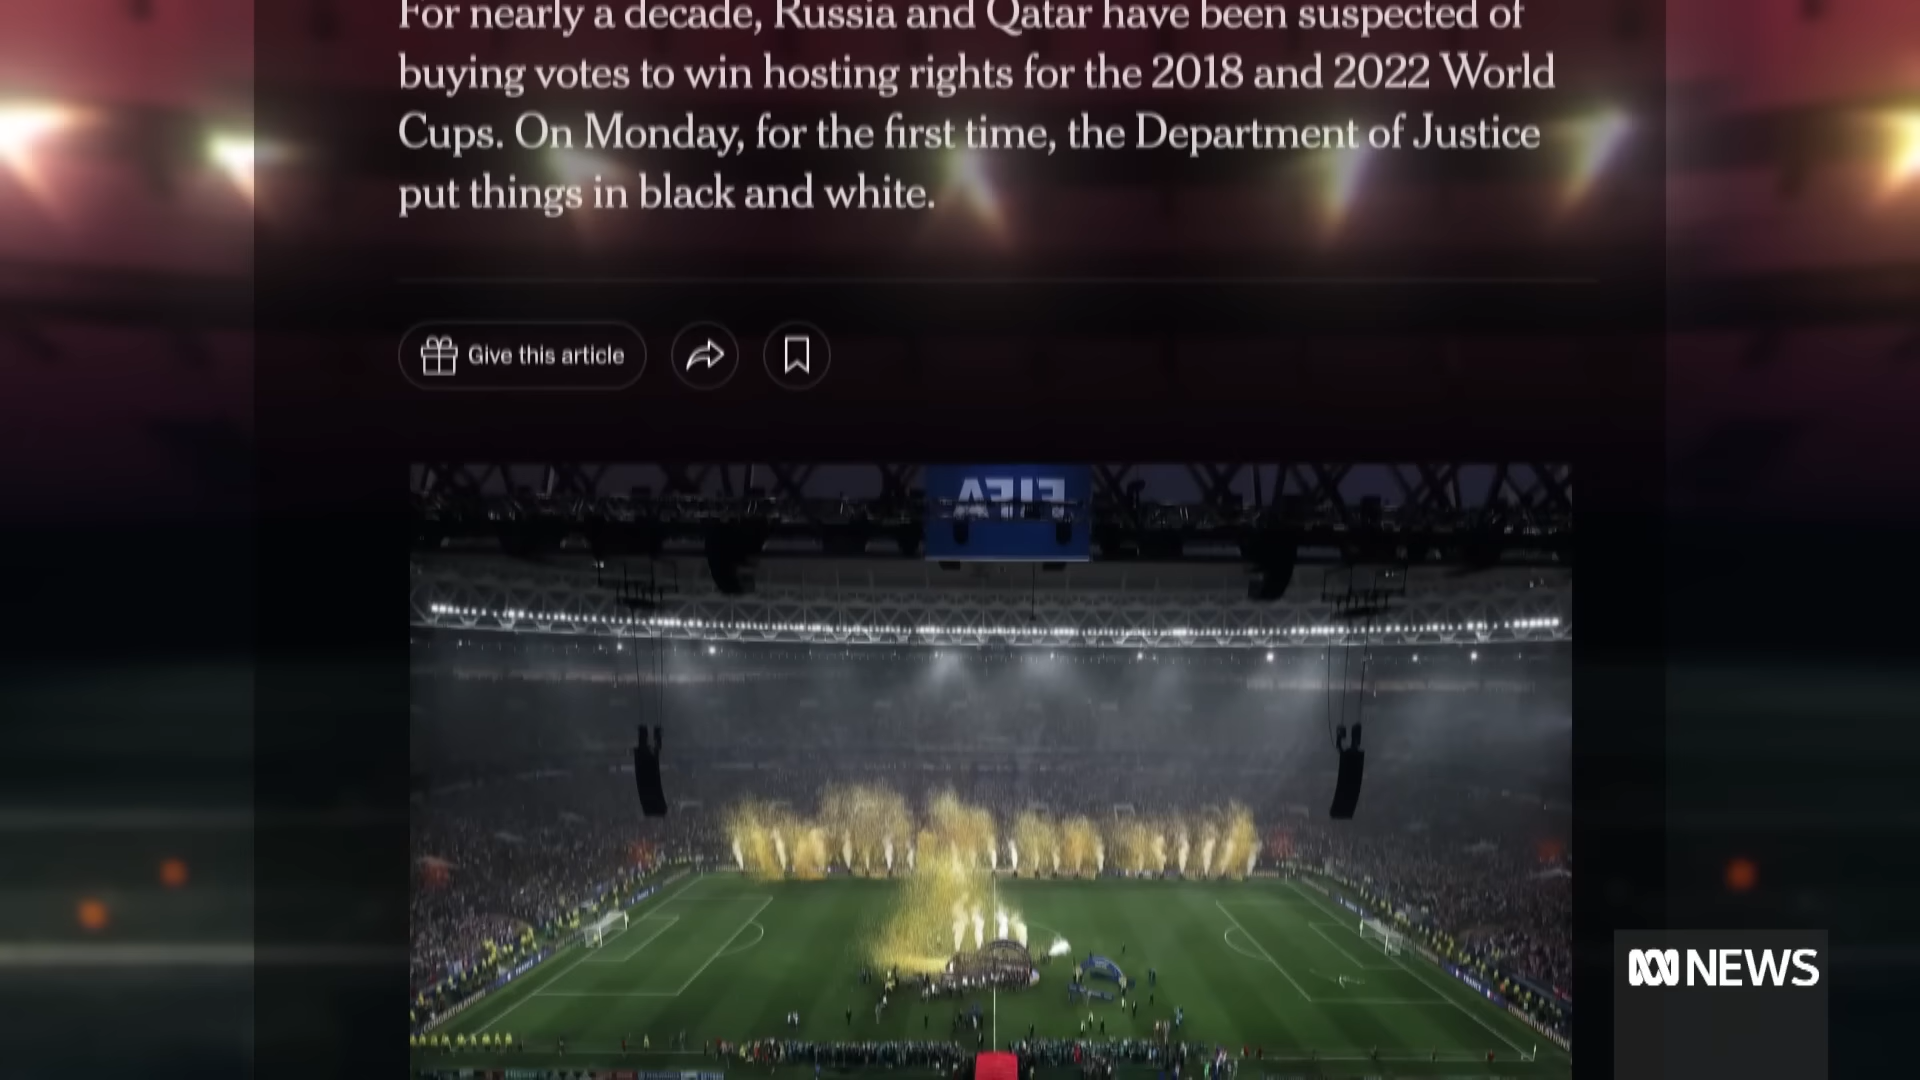 For nearly a decade, Russia and Qatar have been suspected of
buying votes to win hosting rights for the 2018 and 2022 World
Cups. On Monday, for the first time, the Department of Justice
put things in black and white.
Give this article
FIFA
NEWS